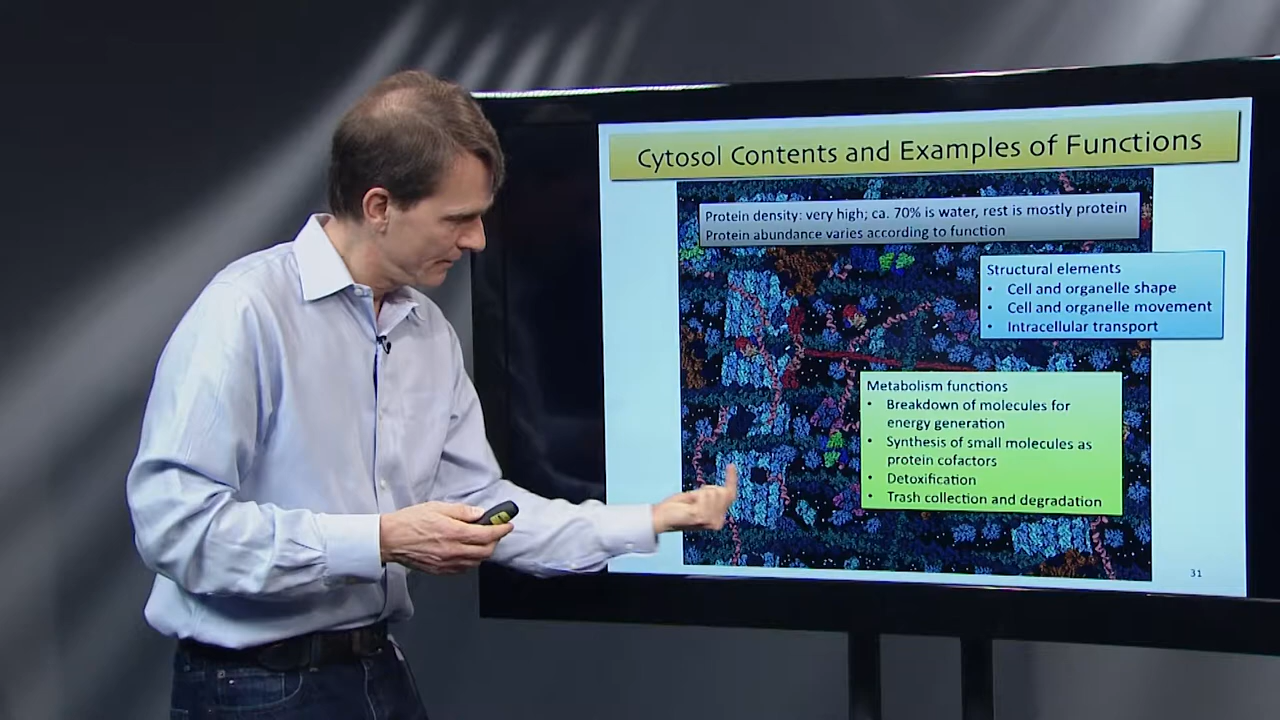 Cytosol Contents and Examples of Functions
Protein density: very high; ca. 70% is water, rest is mostly protein
Protein abundance varies according to function
Structural elements
• Cell and organelle shape
• Cell and organelle movement
• Intracellular transport
Metabolism functions
• Breakdown of molecules for
energy generation
• Synthesis of small molecules as
protein cofactors
• Detoxification
• Trash collection and degradation
31